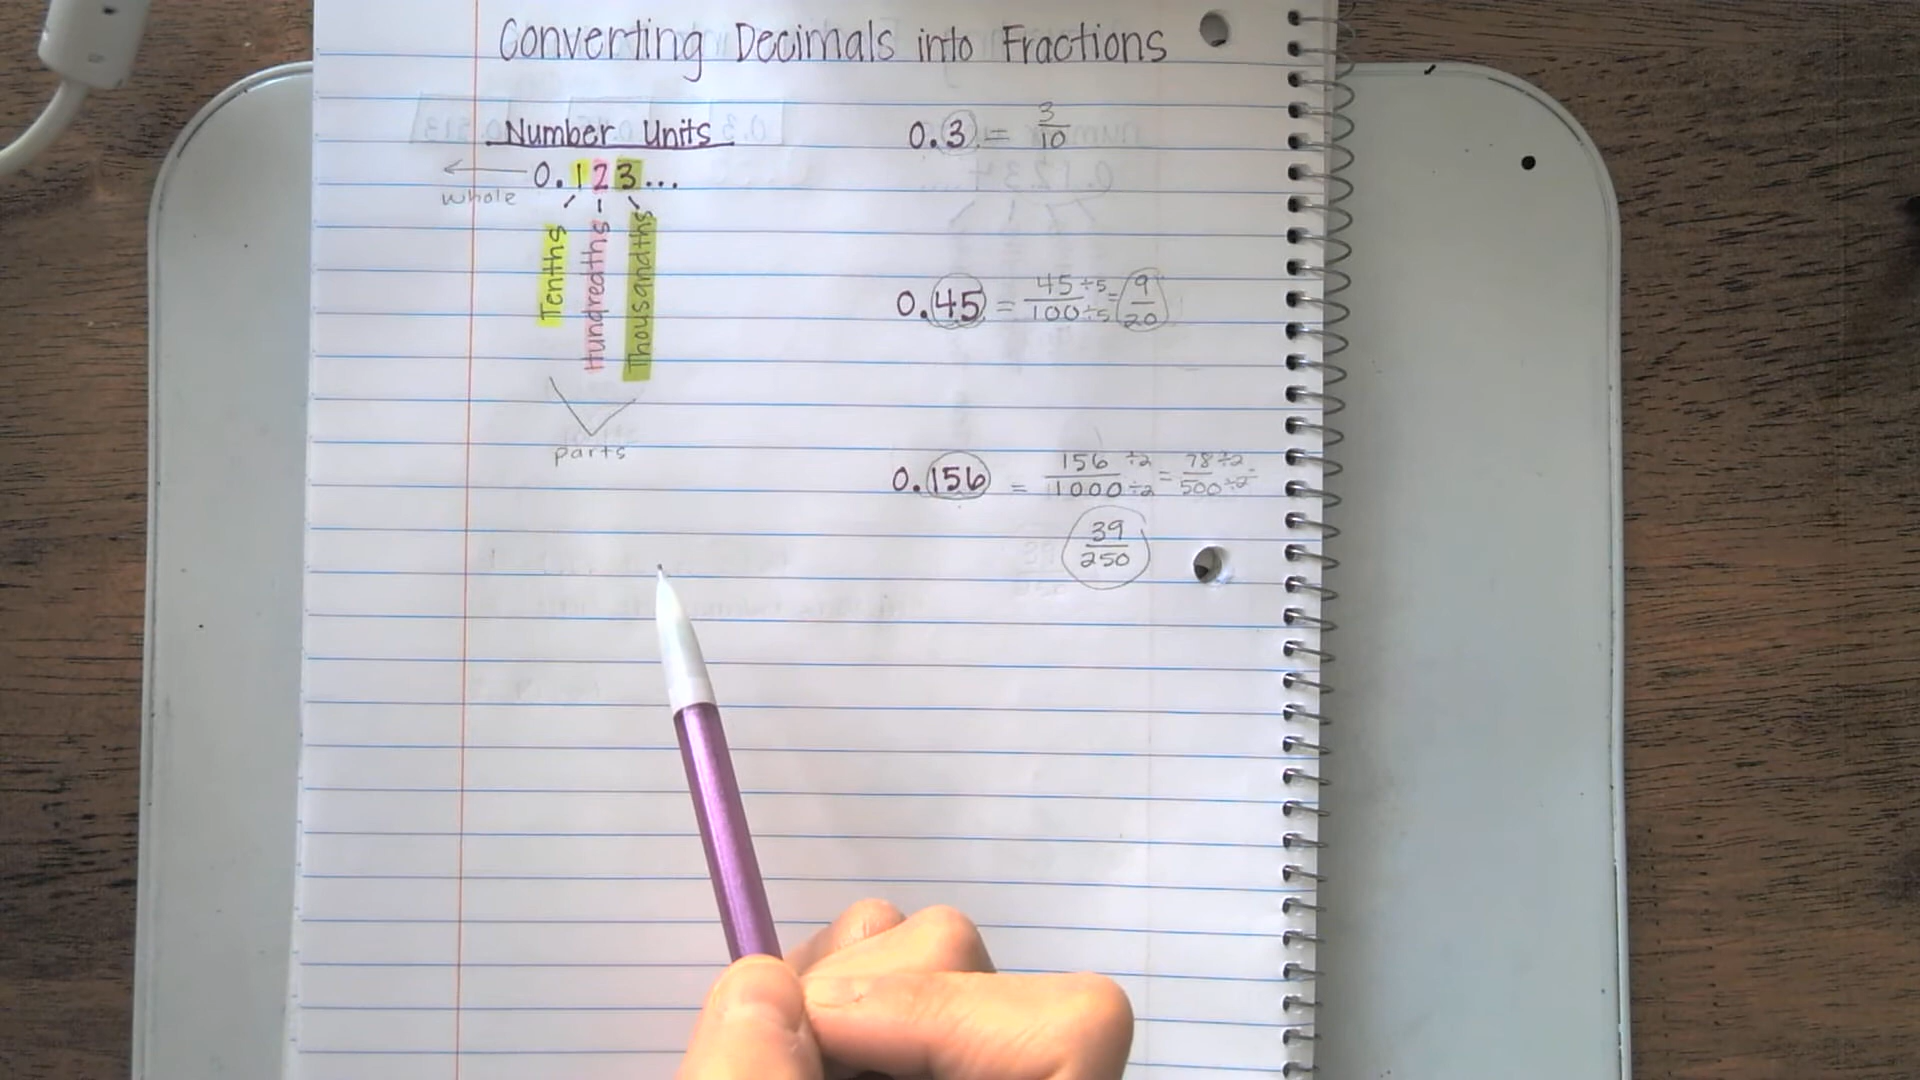 Converting Decimals into Fractions
Number Units
0.123...
whole
Tenths
Hundredths
Thousandths
parts
0.3 = 3/10
0.45 = 45÷5/100÷5 = 9/20
0.156 = 156÷2/1000÷2 = 78÷2/500÷2 =
39/250